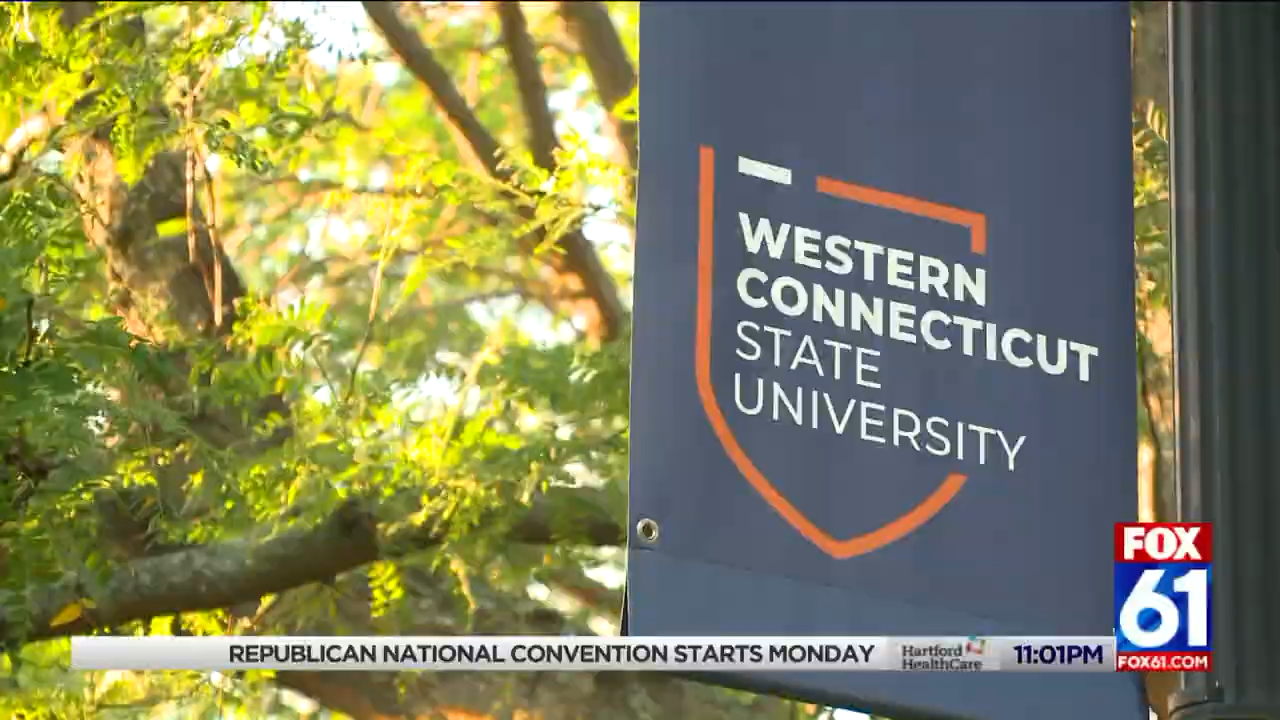 WESTERN
CONNECTICUT
STATE
UNIVERSITY
FOX
61
FOX61.COM
REPUBLICAN NATIONAL CONVENTION STARTS MONDAY
Hartford
HealthCare
11:01PM